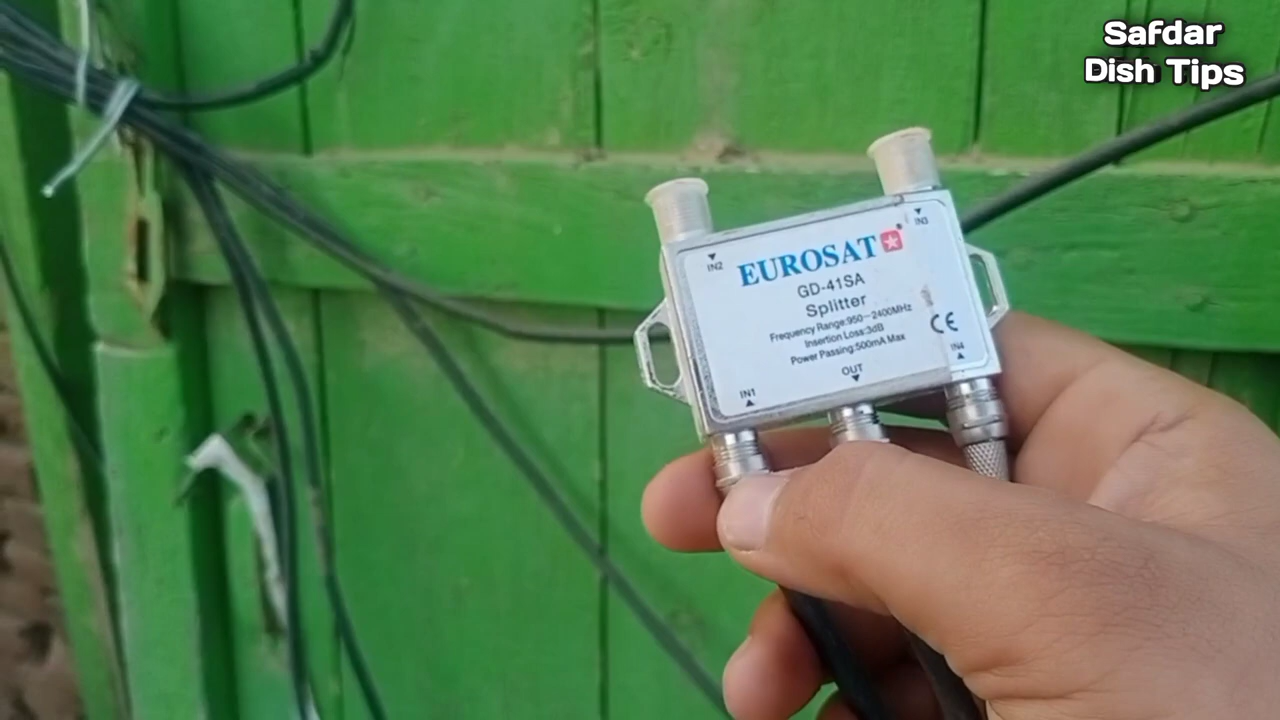 Safdar
Dish Tips
IN3
IN2
EUROSAT
GD-41SA
Splitter
Frequency Range:950-2400MHz
Insertion Loss:3dB
Power Passing:500mA Max
CE
IN4
OUT
IN1